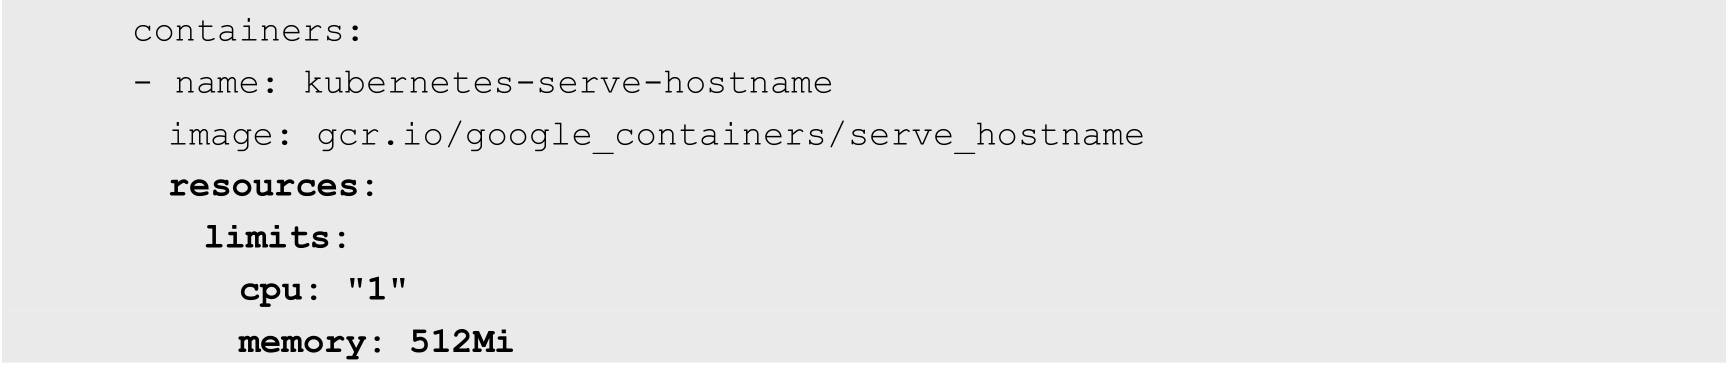 containers:
- name: kubernetes-serve-hostname
image: gcr.io/google_containers/serve_hostname
resources:
limits:
cpu: "1"
memory: 512Mi